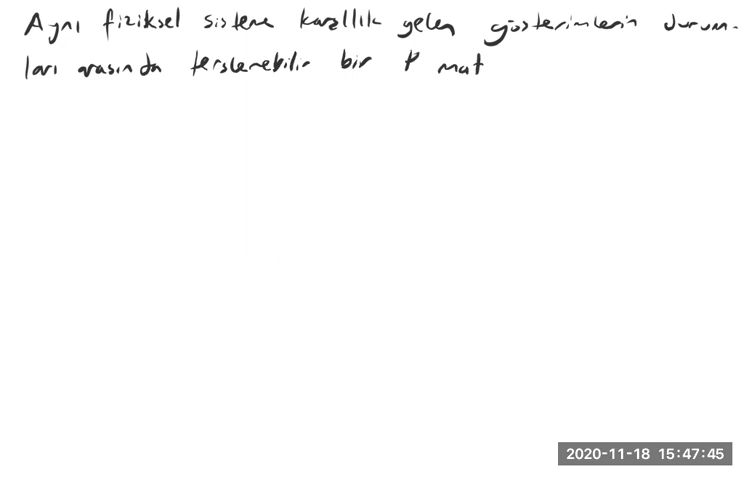 Aynı fiziksel sisteme karşılık gelen gösterimlerin durum-
ları arasında terslenebilir bir P mat
2020-11-18 15:47:45